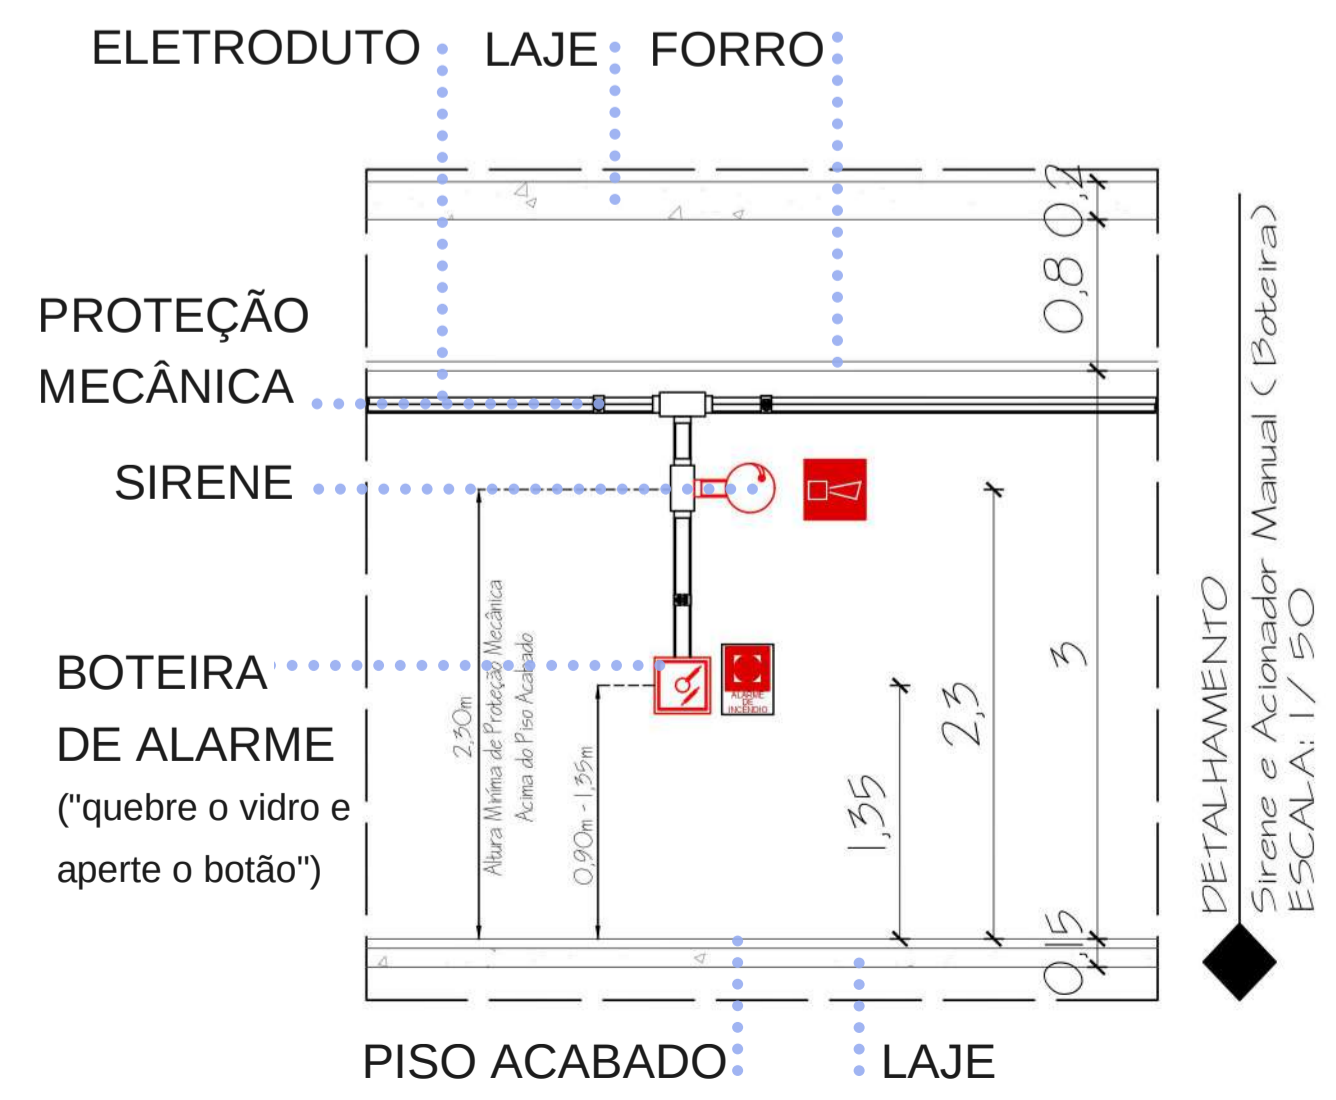 ELETRODUTO
LAJE
FORRO
PROTEÇÃO
MECÂNICA
SIRENE
BOTEIRA
DE ALARME
("quebre o vidro e
aperte o botão")
0,2
0,8
3
2,3
1,35
0,15
2,30m
Altura Mínima de Proteção Mecânica
Acima do Piso Acabado
0,90m - 1,35m
ALARME
DE
INCÊNDIO
DETALHAMENTO
Sirene e Acionador Manual ( Boteira)
ESCALA: 1/ 50
PISO ACABADO
LAJE